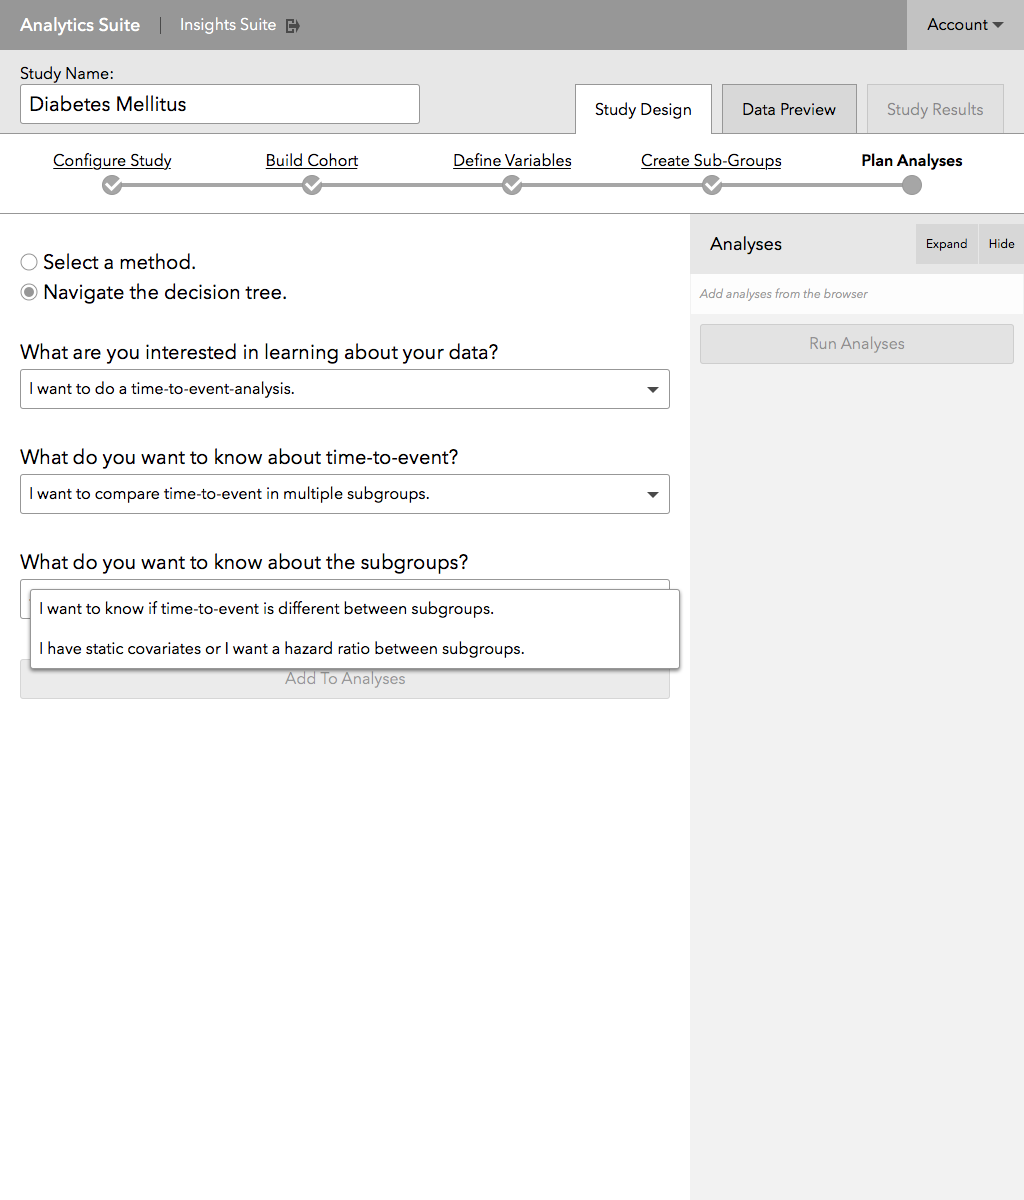 Analytics Suite | Insights Suite
Account
Study Name:
Diabetes Mellitus
Study Design
Data Preview
Study Results
Configure Study
Build Cohort
Define Variables
Create Sub-Groups
Plan Analyses
Select a method.
Navigate the decision tree.
What are you interested in learning about your data?
I want to do a time-to-event-analysis.
What do you want to know about time-to-event?
I want to compare time-to-event in multiple subgroups.
What do you want to know about the subgroups?
I want to know if time-to-event is different between subgroups.
I have static covariates or I want a hazard ratio between subgroups.
Add To Analyses
Analyses
Expand
Hide
Add analyses from the browser
Run Analyses